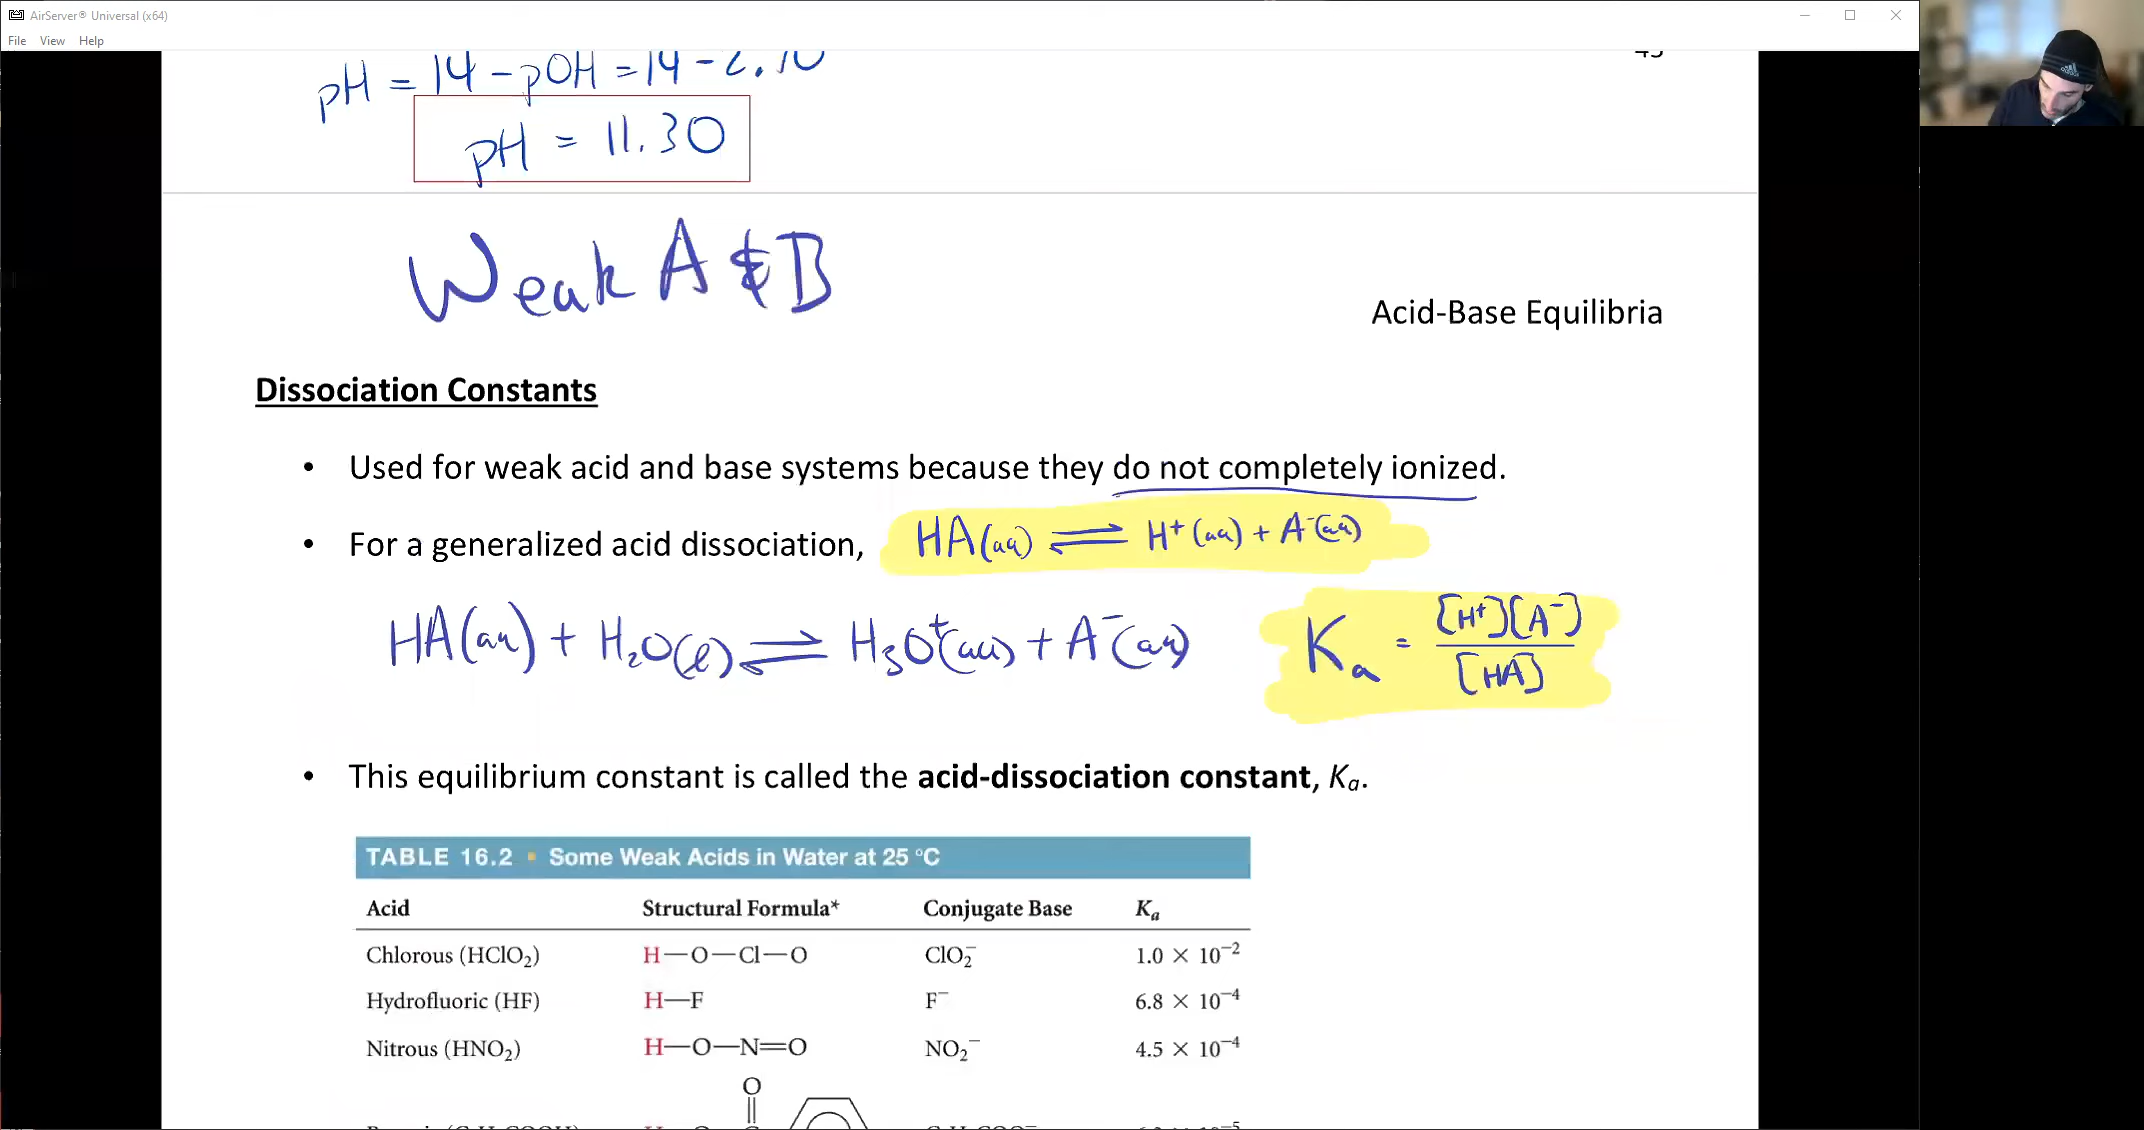 AirServer® Universal (x64)
File View Help
pH = 14 - pOH = 14 - 2.70
pH = 11.30
Weak A & B
Acid-Base Equilibria
Dissociation Constants
• Used for weak acid and base systems because they do not completely ionized.
• For a generalized acid dissociation, HA(aq) ⇌ H⁺(aq) + A⁻(aq)
HA(aq) + H₂O(l) ⇌ H₃O⁺(aq) + A⁻(aq) Kₐ = [H⁺][A⁻] / [HA]
• This equilibrium constant is called the acid-dissociation constant, Kₐ.
TABLE 16.2 ▪ Some Weak Acids in Water at 25 °C
Acid Structural Formula* Conjugate Base Kₐ
Chlorous (HClO₂) H—O—Cl—O ClO₂⁻ 1.0 × 10⁻²
Hydrofluoric (HF) H—F F⁻ 6.8 × 10⁻⁴
Nitrous (HNO₂) H—O—N=O NO₂⁻ 4.5 × 10⁻⁴
O